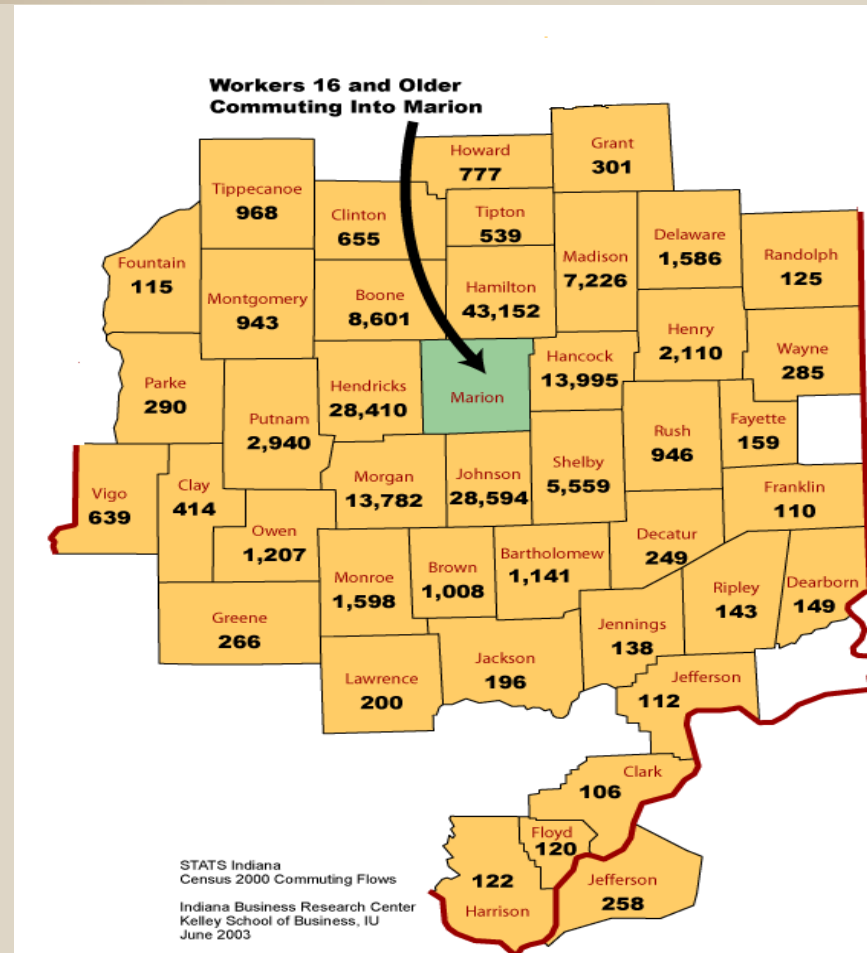 Workers 16 and Older
Commuting Into Marion
Howard
777
Grant
301
Tippecanoe
968
Clinton
655
Tipton
539
Madison
7,226
Delaware
1,586
Randolph
125
Fountain
115
Montgomery
943
Boone
8,601
Hamilton
43,152
Henry
2,110
Wayne
285
Parke
290
Putnam
2,940
Hendricks
28,410
Marion
Hancock
13,995
Rush
946
Fayette
159
Vigo
639
Clay
414
Morgan
13,782
Johnson
28,594
Shelby
5,559
Franklin
110
Owen
1,207
Monroe
1,598
Brown
1,008
Bartholomew
1,141
Decatur
249
Ripley
143
Dearborn
149
Greene
266
Lawrence
200
Jackson
196
Jennings
138
Jefferson
112
Clark
106
Floyd
120
122
Harrison
Jefferson
258
STATS Indiana
Census 2000 Commuting Flows
Indiana Business Research Center
Kelley School of Business, IU
June 2003